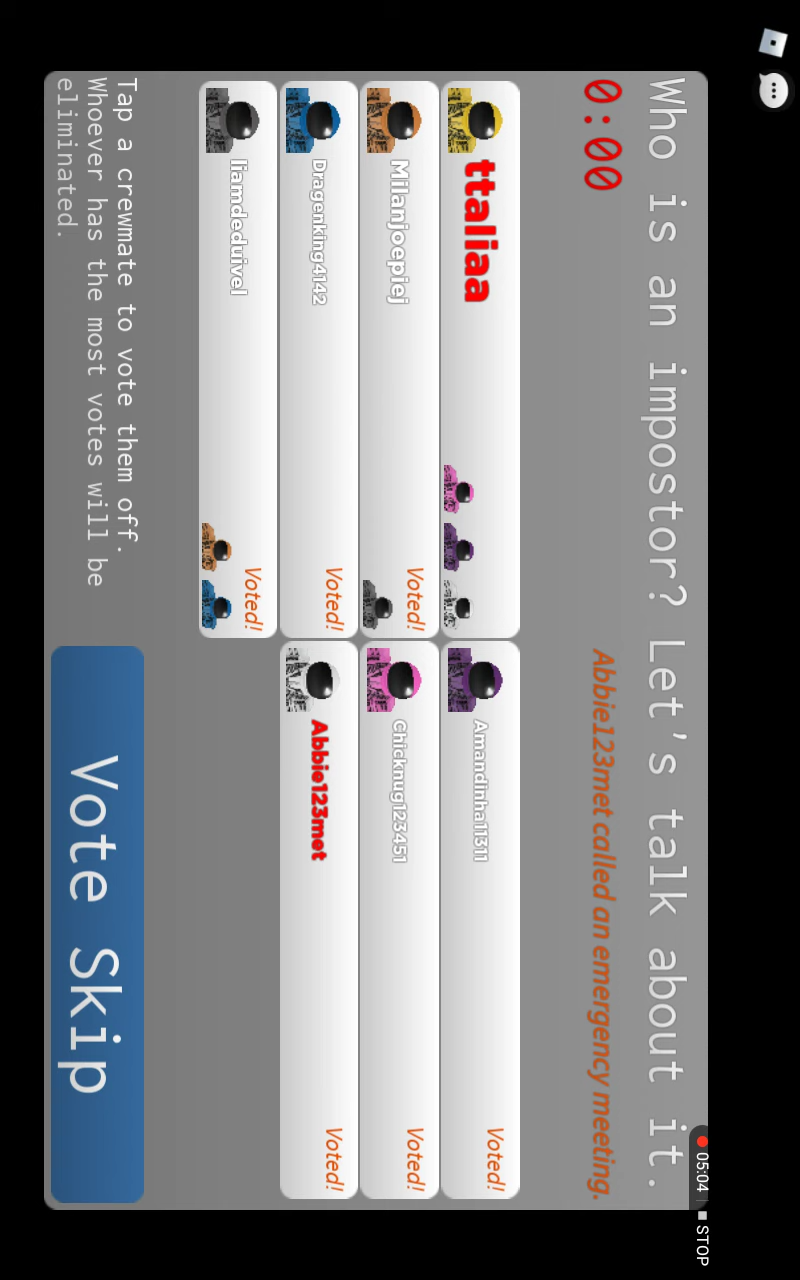 Who is an impostor? Let's talk about it.
0:00
Abbie123met called an emergency meeting.
ttaliaa
Amandinha11311
Voted!
Milanjoepiej
Voted!
Chicknug123451
Voted!
Dragenking4142
Voted!
Abbie123met
Voted!
liamdeduivel
Voted!
Tap a crewmate to vote them off.
Whoever has the most votes will be
eliminated.
Vote Skip
05:04
STOP